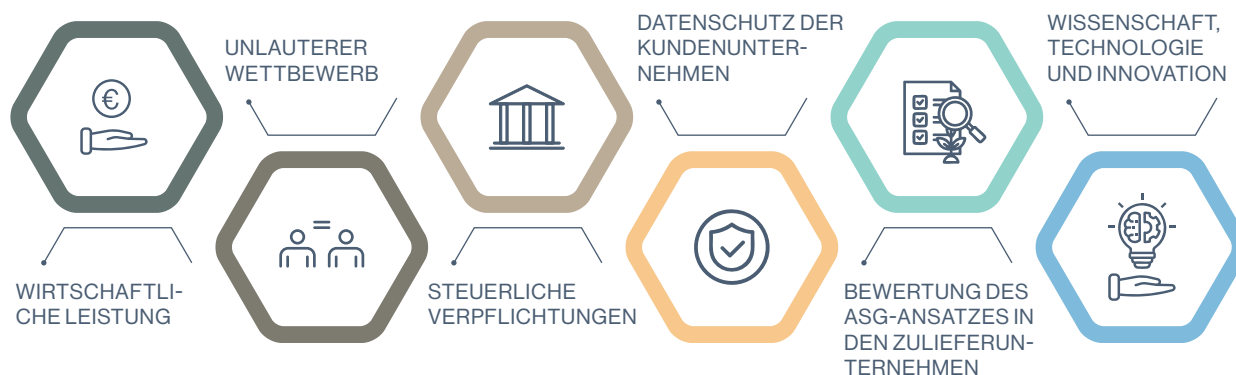 UNLAUTERER
WETTBEWERB
DATENSCHUTZ DER
KUNDENUNTER-
NEHMEN
WISSENSCHAFT,
TECHNOLOGIE
UND INNOVATION
€
=
WIRTSCHAFTLI-
CHE LEISTUNG
STEUERLICHE
VERPFLICHTUNGEN
BEWERTUNG DES
ASG-ANSATZES IN
DEN ZULIEFERUN-
TERNEHMEN